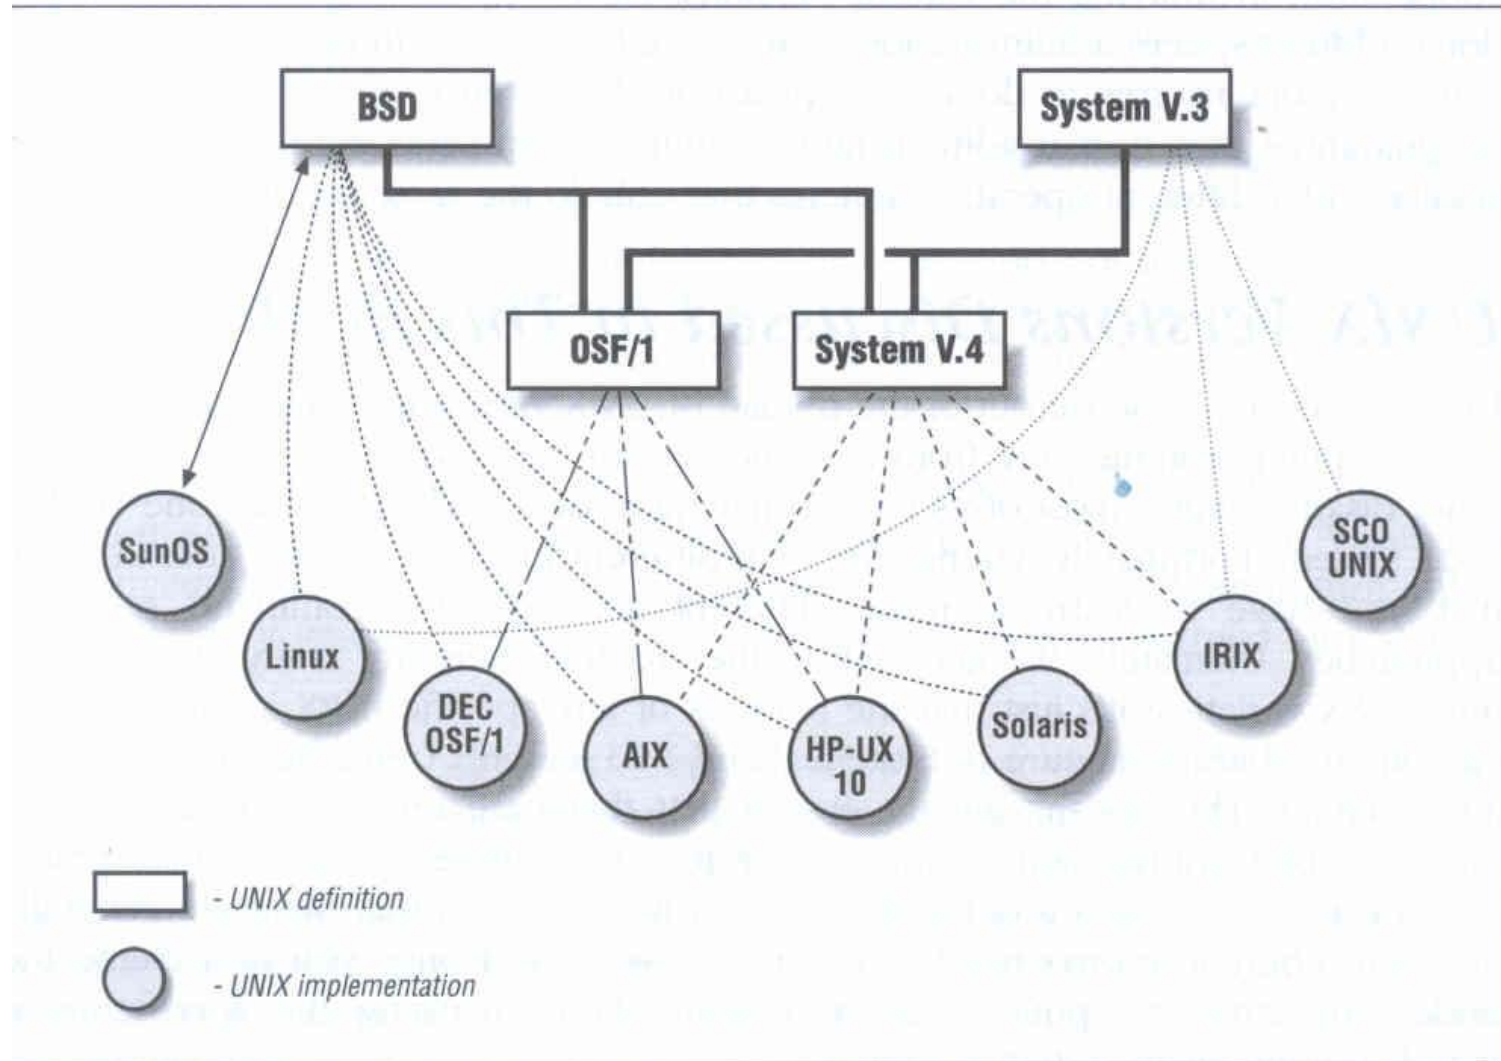 BSD
System V.3
OSF/1
System V.4
SunOS
SCO
UNIX
Linux
IRIX
DEC
OSF/1
AIX
HP-UX
10
Solaris
- UNIX definition
- UNIX implementation